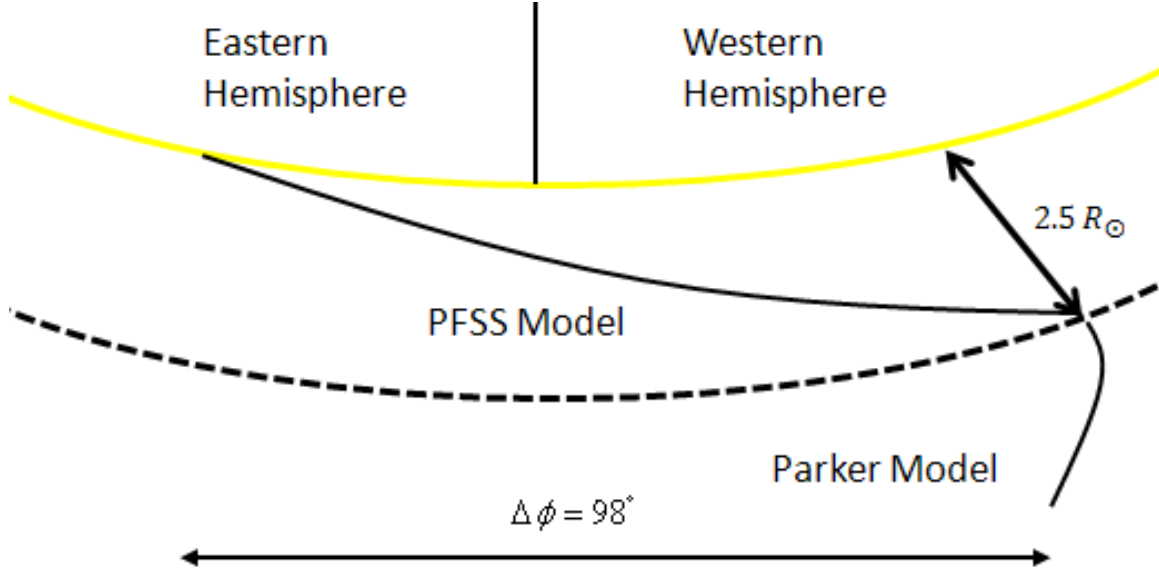 Eastern
Hemisphere
Western
Hemisphere
2.5 R☉
PFSS Model
Parker Model
Δϕ = 98°